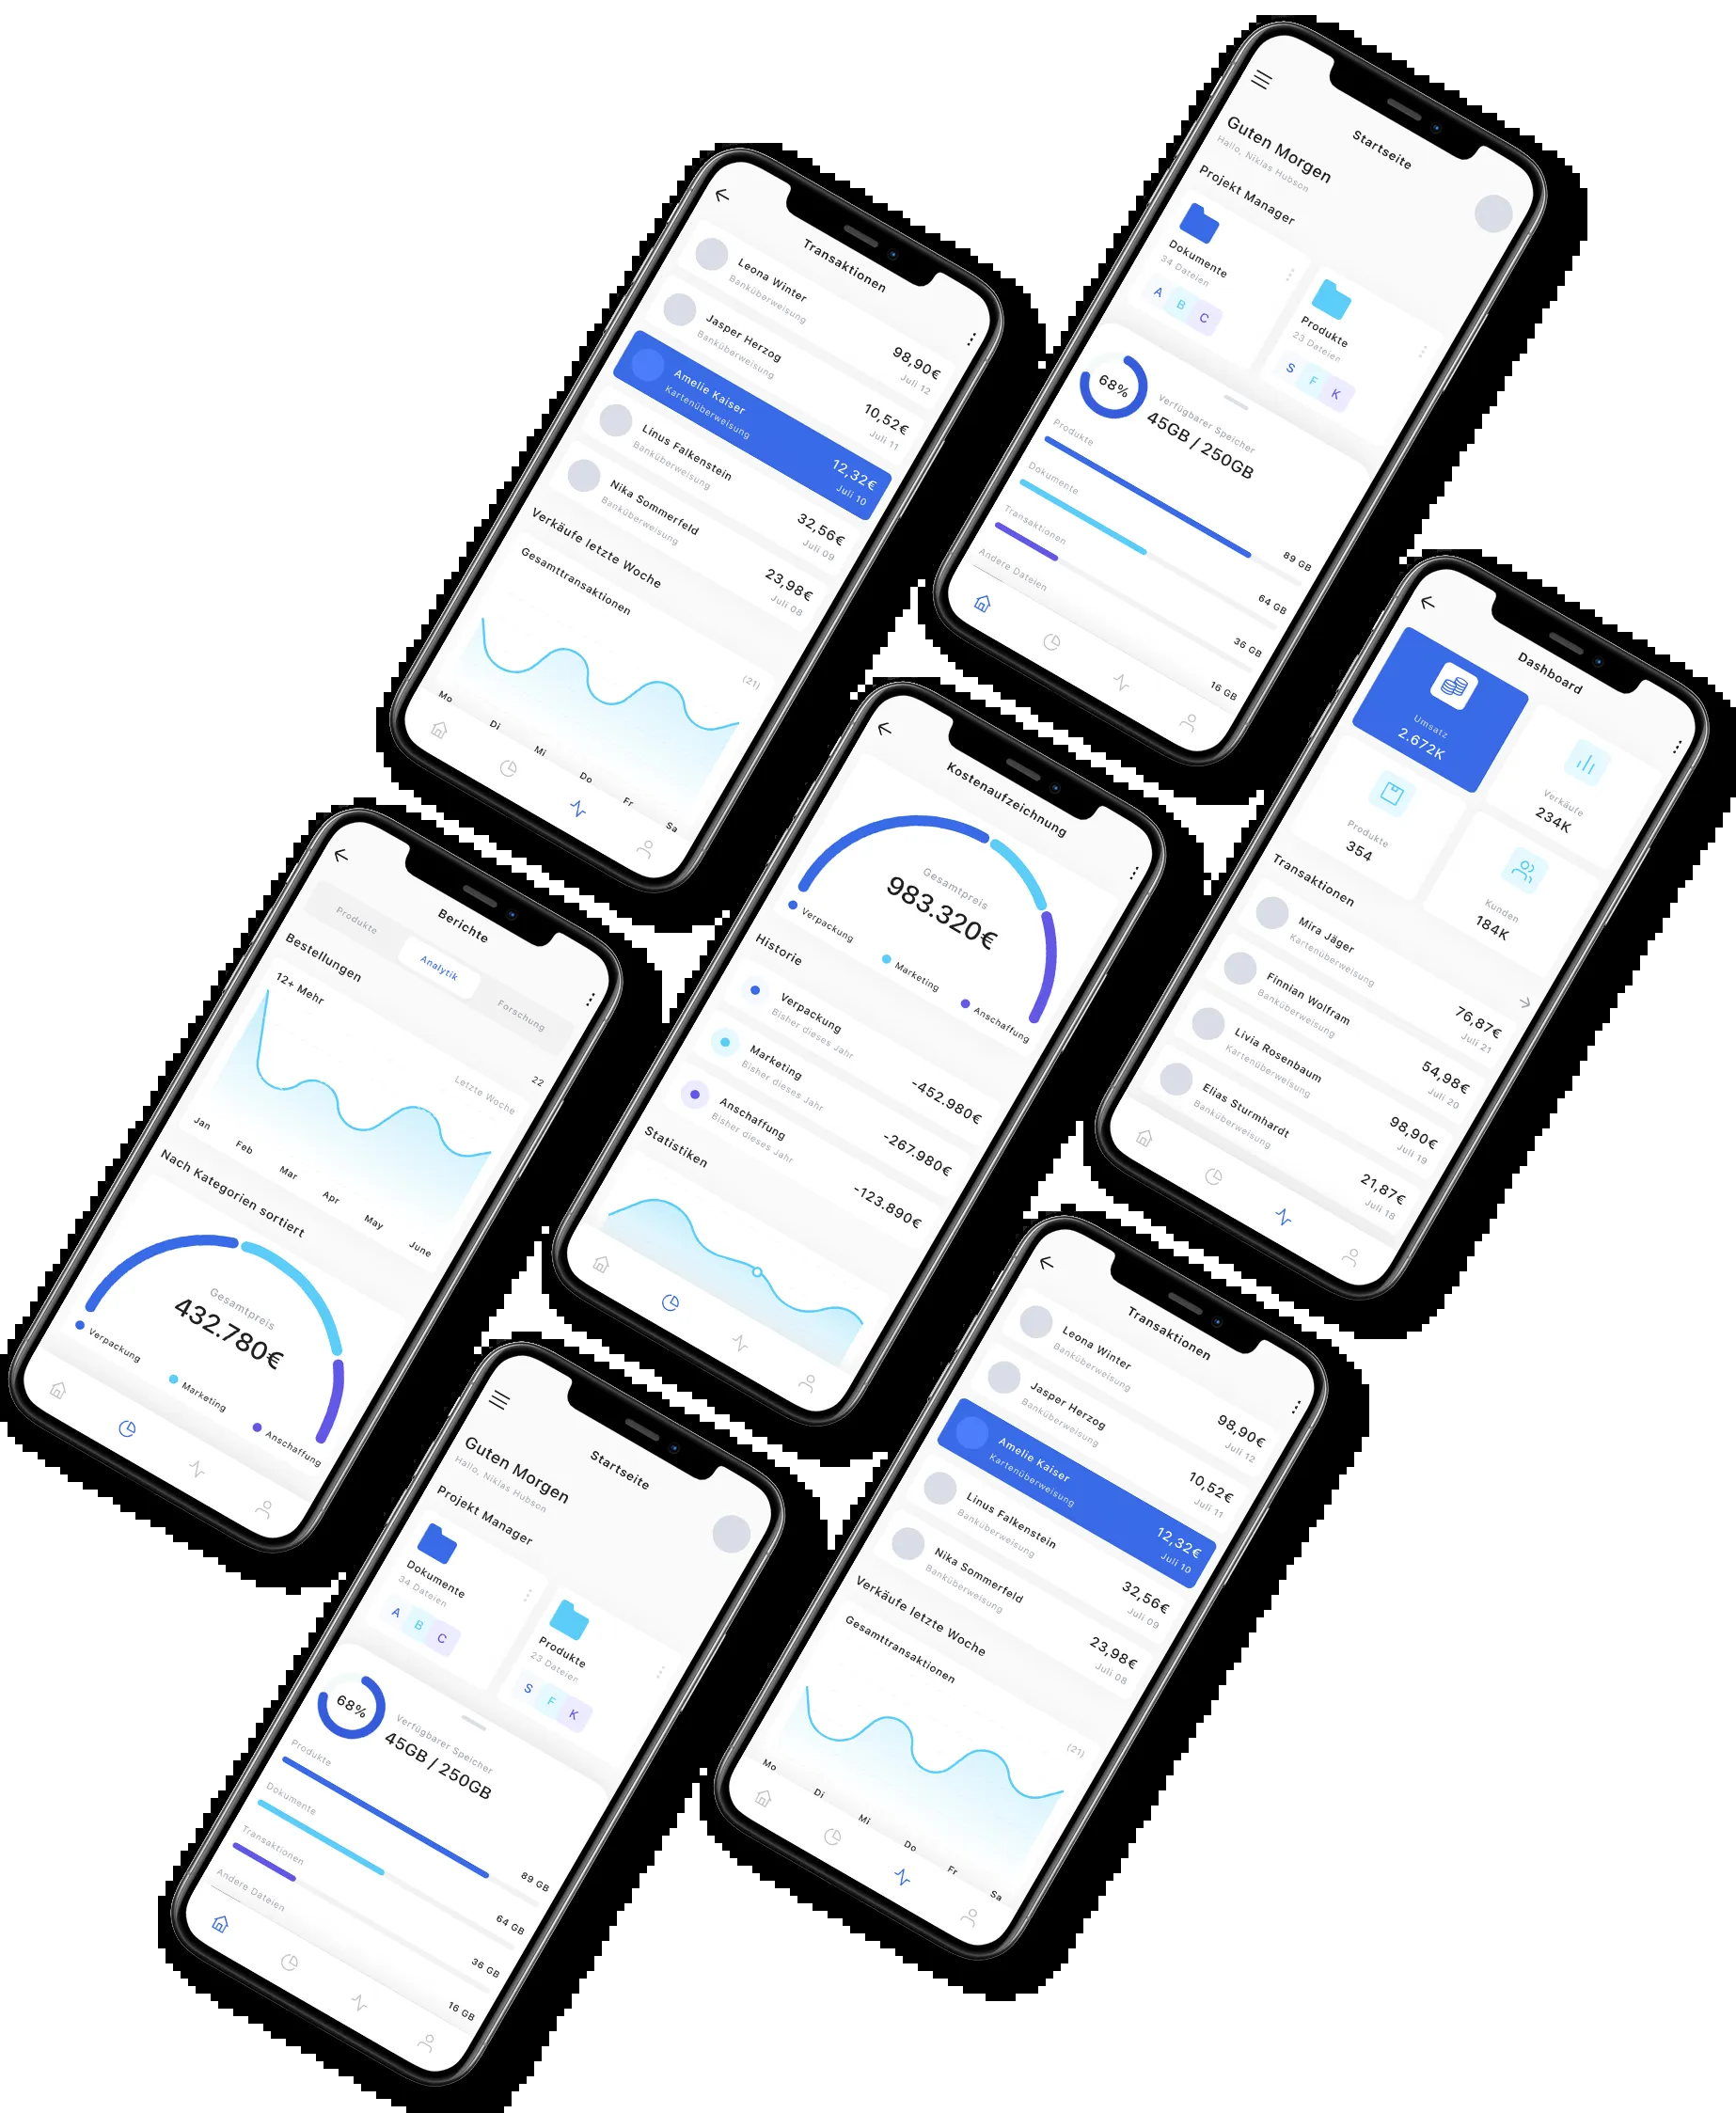 Startseite
Guten Morgen
Hallo, Niklas Hubson
Projekt Manager
Dokumente
34 Dateien
A B C
Produkte
23 Dateien
S F K
68%
Verfügbarer Speicher
45GB / 250GB
Produkte
89 GB
Dokumente
64 GB
Transaktionen
36 GB
Andere Dateien
16 GB
Transaktionen
Leona Winter
Banküberweisung
98,90€
Juli 12
Jasper Herzog
Banküberweisung
10,52€
Juli 11
Amelie Kaiser
Kartenüberweisung
12,32€
Juli 10
Linus Falkenstein
Banküberweisung
32,56€
Juli 09
Nika Sommerfeld
Banküberweisung
23,98€
Juli 08
Verkäufe letzte Woche
Gesamttransaktionen
(21)
Mo Di Mi Do Fr Sa
Dashboard
Umsatz
2.672K
Verkäufe
234K
Produkte
354
Kunden
184K
Transaktionen
Mira Jäger
Kartenüberweisung
76,87€
Juli 21
Finnian Wolfram
Banküberweisung
54,98€
Juli 20
Livia Rosenbaum
Kartenüberweisung
98,90€
Juli 19
Elias Sturmhardt
Banküberweisung
21,87€
Juli 18
Kostenaufzeichnung
Gesamtpreis
983.320€
Verpackung
Marketing
Anschaffung
Historie
Verpackung
Bisher dieses Jahr
-452.980€
Marketing
Bisher dieses Jahr
-267.980€
Anschaffung
Bisher dieses Jahr
-123.890€
Statistiken
Berichte
Produkte
Analytik
Forschung
Bestellungen
22
12+ Mehr
Letzte Woche
Jan Feb Mar Apr May June
Nach Kategorien sortiert
Gesamtpreis
432.780€
Verpackung
Marketing
Anschaffung
Transaktionen
Leona Winter
Banküberweisung
98,90€
Juli 12
Jasper Herzog
Banküberweisung
10,52€
Juli 11
Amelie Kaiser
Kartenüberweisung
12,32€
Juli 10
Linus Falkenstein
Banküberweisung
32,56€
Juli 09
Nika Sommerfeld
Banküberweisung
23,98€
Juli 08
Verkäufe letzte Woche
Gesamttransaktionen
(21)
Mo Di Mi Do Fr Sa
Startseite
Guten Morgen
Hallo, Niklas Hubson
Projekt Manager
Dokumente
34 Dateien
A B C
Produkte
23 Dateien
S F K
68%
Verfügbarer Speicher
45GB / 250GB
Produkte
89 GB
Dokumente
64 GB
Transaktionen
36 GB
Andere Dateien
16 GB